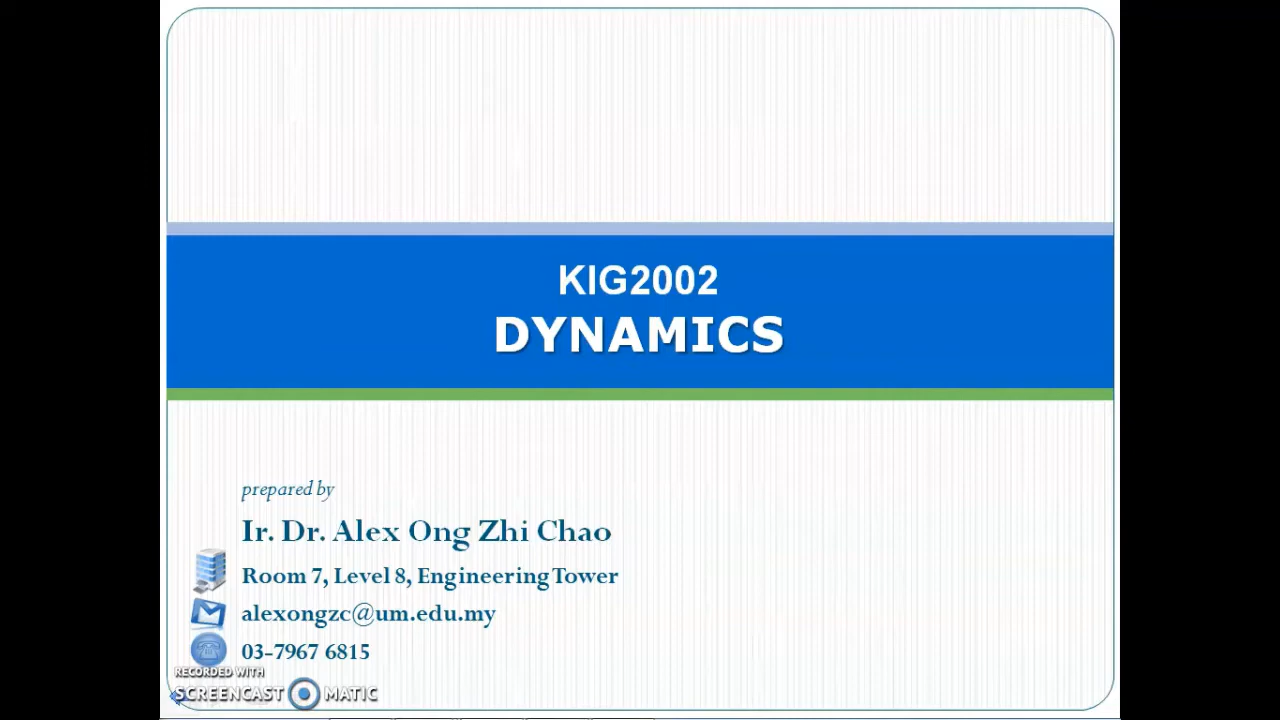 KIG2002
DYNAMICS
prepared by
Ir. Dr. Alex Ong Zhi Chao
Room 7, Level 8, Engineering Tower
alexongzc@um.edu.my
03-7967 6815
RECORDED WITH
SCREENCAST MATIC